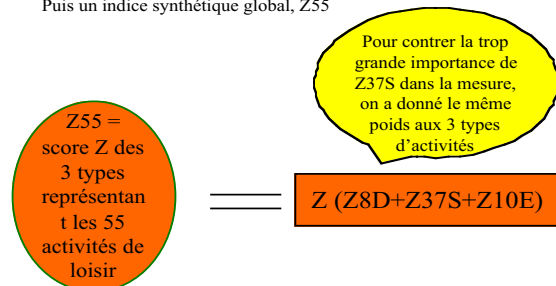 Puis un indice synthétique global, Z55
Pour contrer la trop
grande importance de
Z37S dans la mesure,
on a donné le même
poids aux 3 types
d’activités
Z55 =
score Z des
3 types
représentan
t les 55
activités de
loisir
Z (Z8D+Z37S+Z10E)